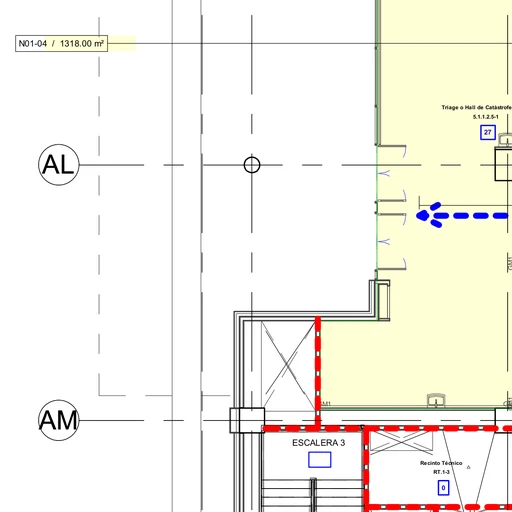 N01-04 / 1318.00 m²
Triage o Hall de Catástrofe
5.1.1.2.5-1
27
AL
AM
ESCALERA 3
Recinto Técnico
RT.1-3
0